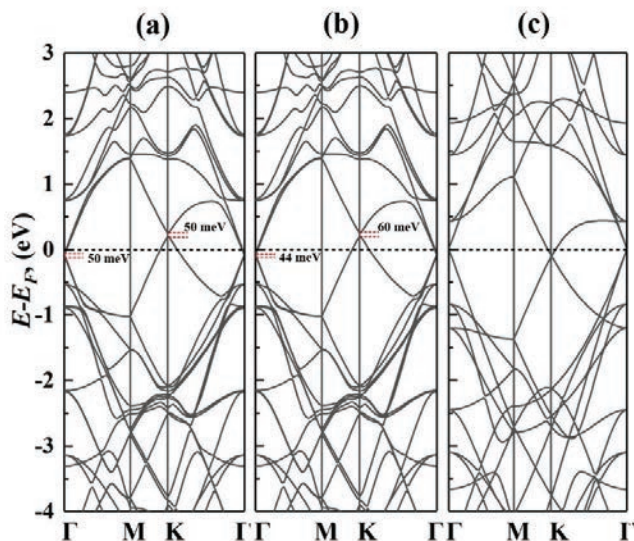 (a) (b) (c)
3
2
1
0
-1
-2
-3
-4
E-E_F, (eV)
50 meV
50 meV
60 meV
44 meV
Γ M K Γ M K Γ M K Γ